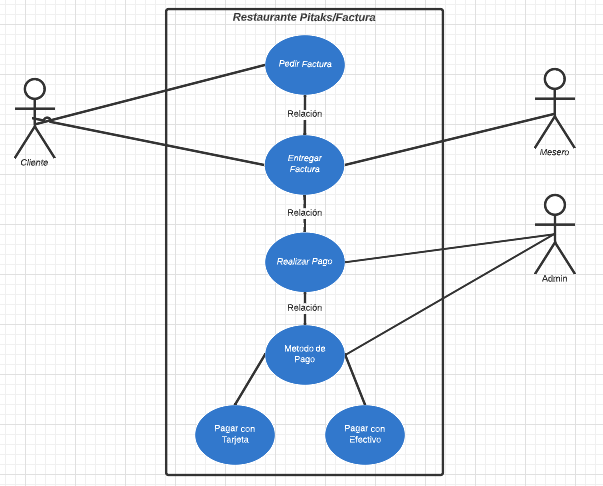 Restaurante Pitaks/Factura
Pedir Factura
Relación
Cliente
Mesero
Entregar
Factura
Relación
Realizar Pago
Admin
Relación
Metodo de
Pago
Pagar con
Tarjeta
Pagar con
Efectivo